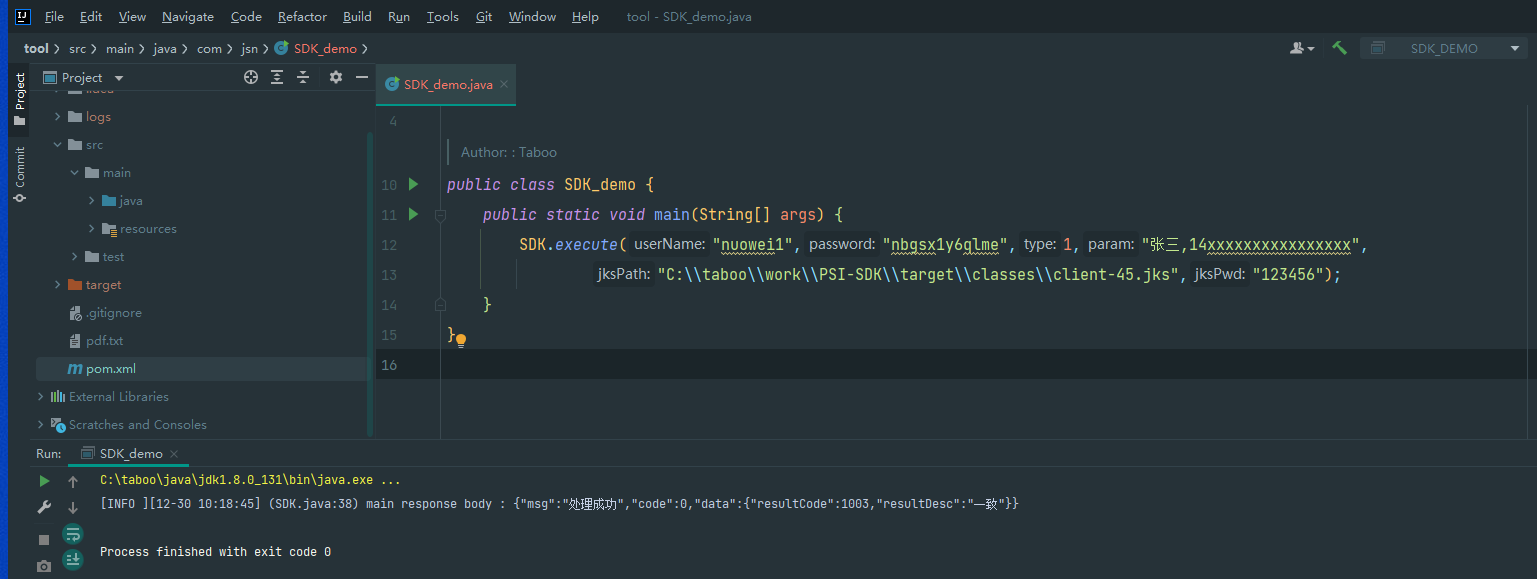 File Edit View Navigate Code Refactor Build Run Tools Git Window Help tool - SDK_demo.java
tool src main java com jsn SDK_demo
SDK_DEMO
Project
Commit
Project
logs
src
main
java
resources
test
target
.gitignore
pdf.txt
pom.xml
External Libraries
Scratches and Consoles
SDK_demo.java
4
Author: : Taboo
10 public class SDK_demo {
11 public static void main(String[] args) {
12 SDK.execute( userName: "nuowei1", password: "nbgsx1y6qlme", type: 1, param: "张三,14xxxxxxxxxxxxxxxx",
13 jksPath: "C:\\taboo\\work\\PSI-SDK\\target\\classes\\client-45.jks", jksPwd: "123456");
14 }
15 }
16
Run: SDK_demo
C:\taboo\java\jdk1.8.0_131\bin\java.exe ...
[INFO ][12-30 10:18:45] (SDK.java:38) main response body : {"msg":"处理成功","code":0,"data":{"resultCode":1003,"resultDesc":"一致"}}
Process finished with exit code 0